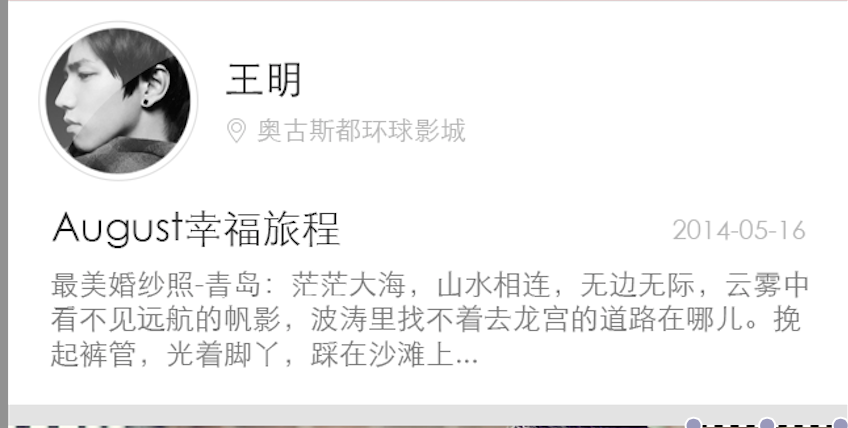 王明
奥古斯都环球影城
August幸福旅程
2014-05-16
最美婚纱照-青岛：茫茫大海，山水相连，无边无际，云雾中
看不见远航的帆影，波涛里找不着去龙宫的道路在哪儿。挽
起裤管，光着脚丫，踩在沙滩上...